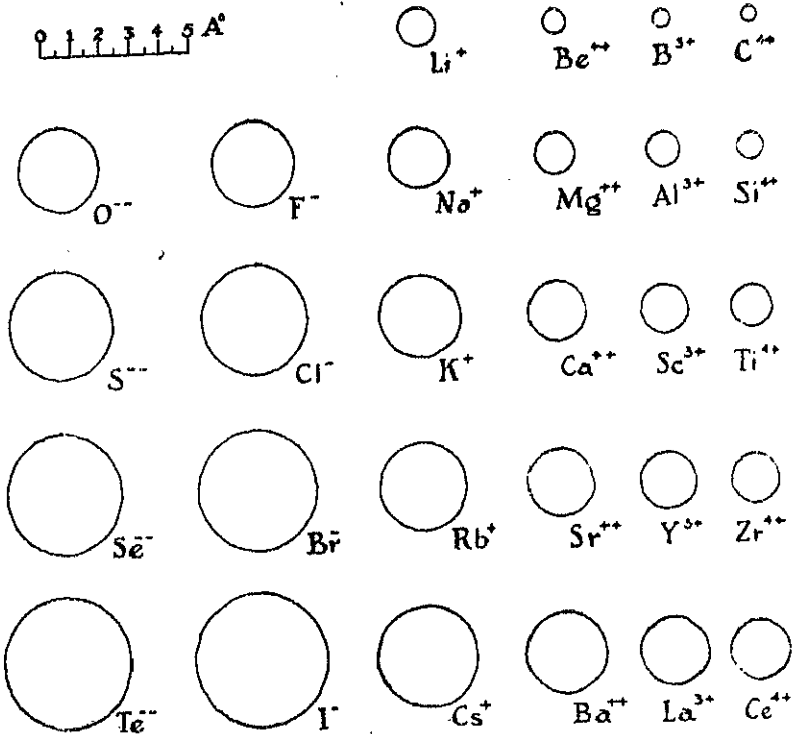 0 1 2 3 4 5 A°
Li⁺ Be⁺⁺ B³⁺ C⁴⁺
O⁻⁻ F⁻ Na⁺ Mg⁺⁺ Al³⁺ Si⁴⁺
S⁻⁻ Cl⁻ K⁺ Ca⁺⁺ Sc³⁺ Ti⁴⁺
Se⁻⁻ Br⁻ Rb⁺ Sr⁺⁺ Y³⁺ Zr⁴⁺
Te⁻⁻ I⁻ Cs⁺ Ba⁺⁺ La³⁺ Ce⁴⁺